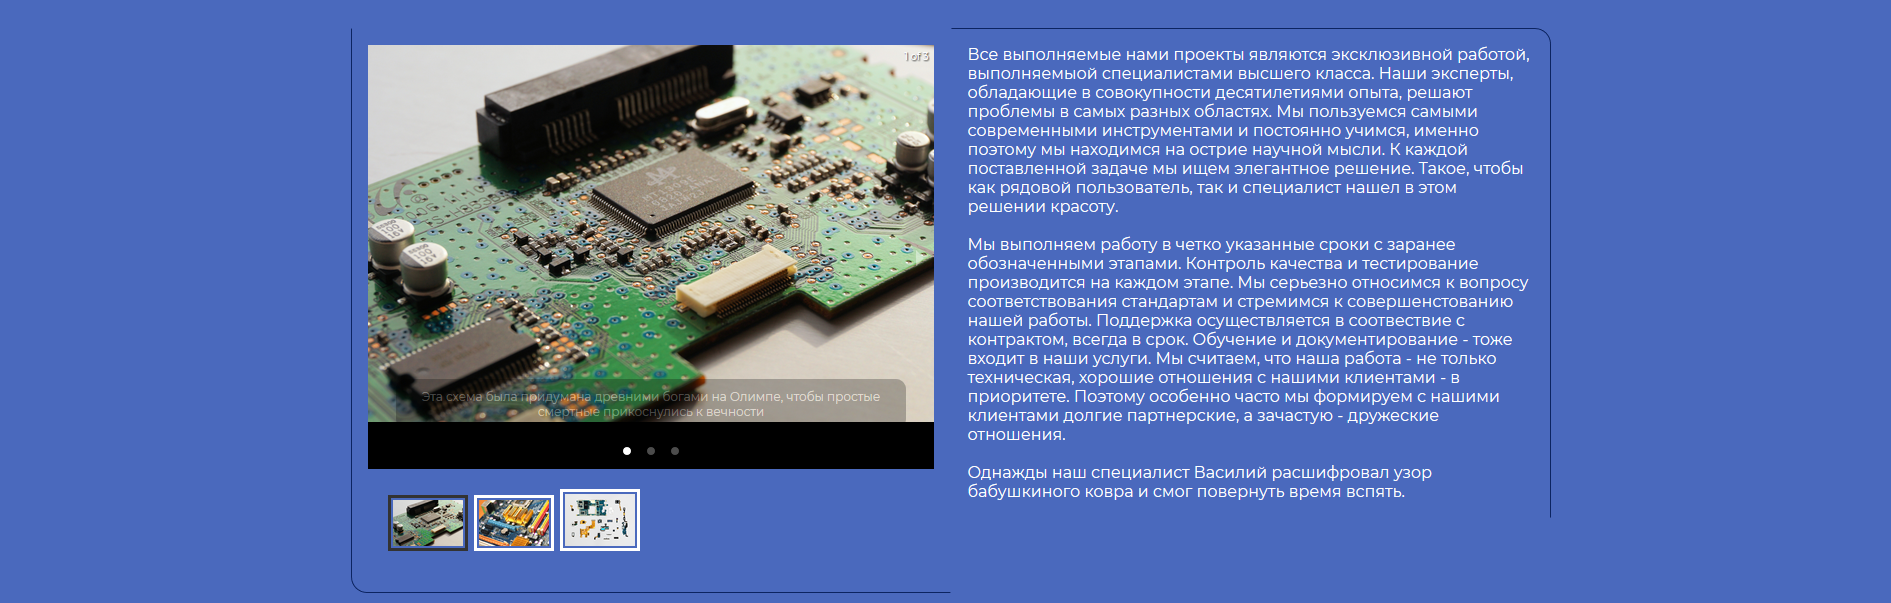 1 of 3
Эта схема была придумана древними богами на Олимпе, чтобы простые
смертные прикоснулись к вечности
Все выполняемые нами проекты являются эксклюзивной работой,
выполняемыой специалистами высшего класса. Наши эксперты,
обладающие в совокупности десятилетиями опыта, решают
проблемы в самых разных областях. Мы пользуемся самыми
современными инструментами и постоянно учимся, именно
поэтому мы находимся на острие научной мысли. К каждой
поставленной задаче мы ищем элегантное решение. Такое, чтобы
как рядовой пользователь, так и специалист нашел в этом
решении красоту.
Мы выполняем работу в четко указанные сроки с заранее
обозначенными этапами. Контроль качества и тестирование
производится на каждом этапе. Мы серьезно относимся к вопросу
соответствования стандартам и стремимся к совершенстованию
нашей работы. Поддержка осуществляется в соотвествие с
контрактом, всегда в срок. Обучение и документирование - тоже
входит в наши услуги. Мы считаем, что наша работа - не только
техническая, хорошие отношения с нашими клиентами - в
приоритете. Поэтому особенно часто мы формируем с нашими
клиентами долгие партнерские, а зачастую - дружеские
отношения.
Однажды наш специалист Василий расшифровал узор
бабушкиного ковра и смог повернуть время вспять.